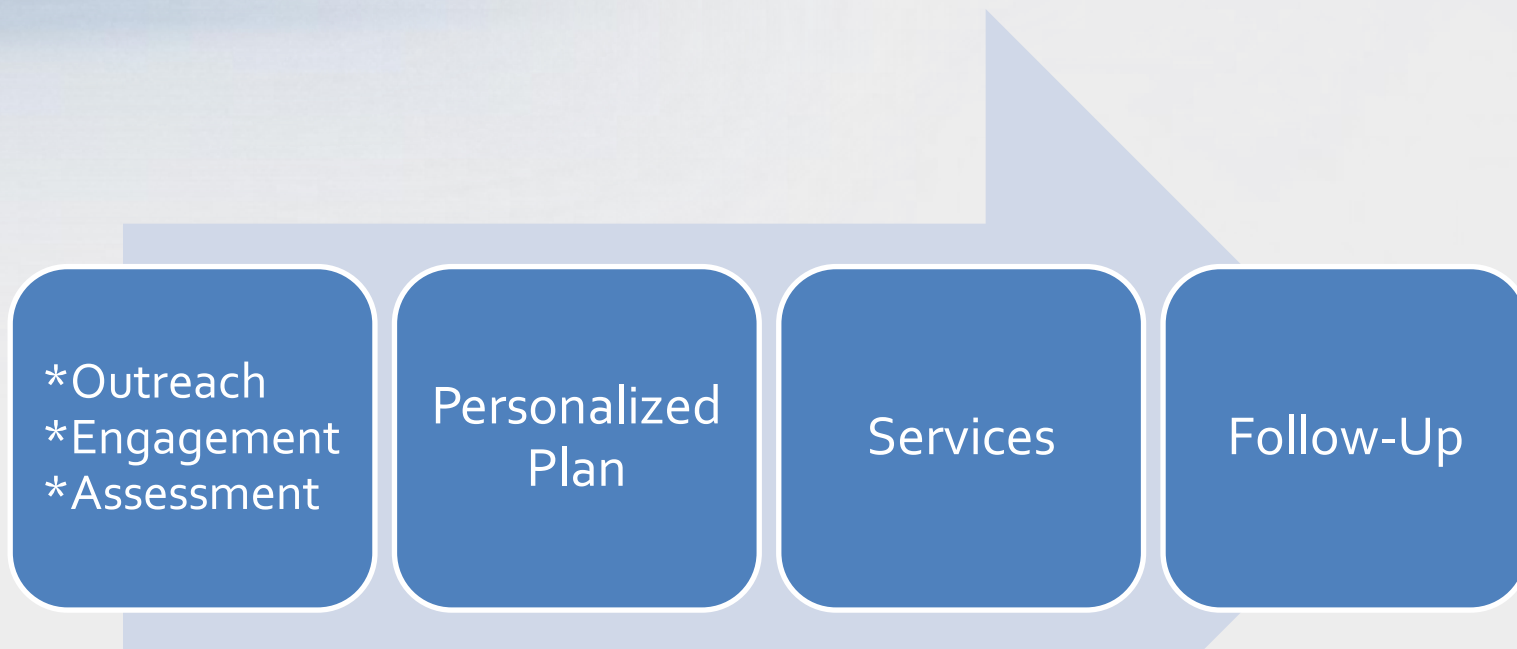 *Outreach
*Engagement
*Assessment
Personalized
Plan
Services
Follow-Up